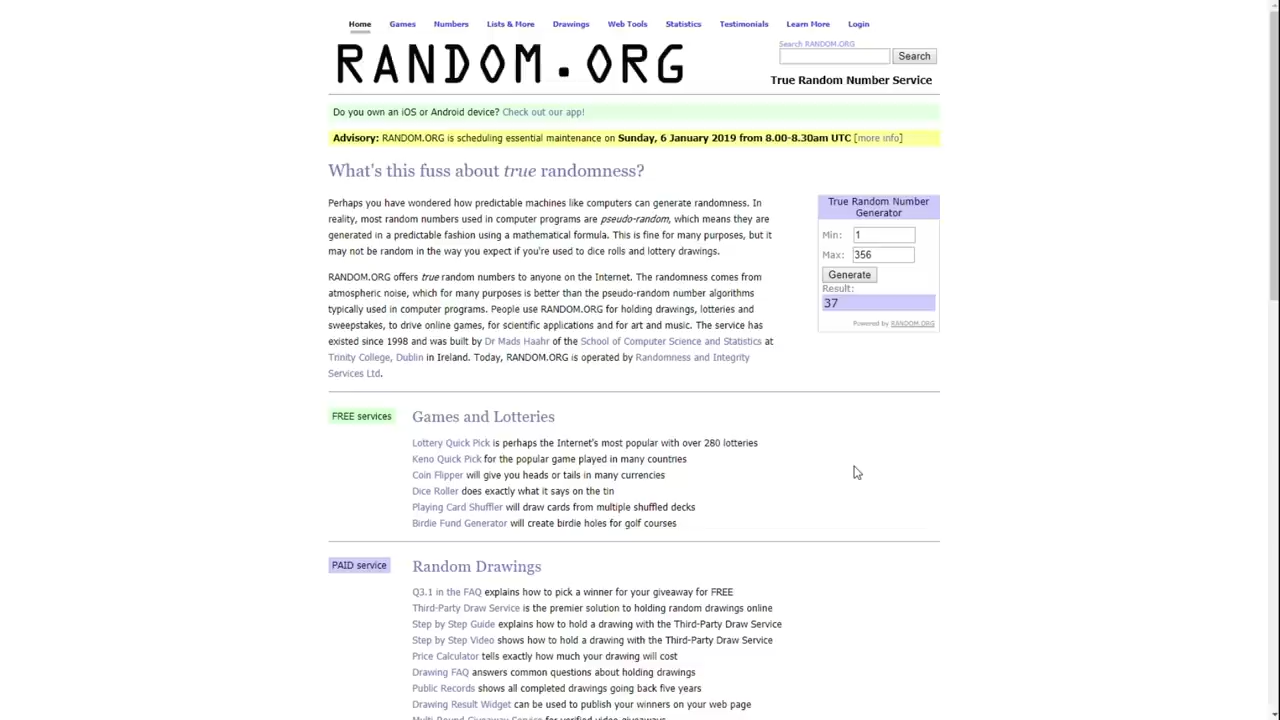 Home Games Numbers Lists & More Drawings Web Tools Statistics Testimonials Learn More Login
RANDOM.ORG
Search RANDOM.ORG
Search
True Random Number Service
Do you own an iOS or Android device? Check out our app!
Advisory: RANDOM.ORG is scheduling essential maintenance on Sunday, 6 January 2019 from 8.00-8.30am UTC [more info]
What's this fuss about true randomness?
Perhaps you have wondered how predictable machines like computers can generate randomness. In
reality, most random numbers used in computer programs are pseudo-random, which means they are
generated in a predictable fashion using a mathematical formula. This is fine for many purposes, but it
may not be random in the way you expect if you're used to dice rolls and lottery drawings.
RANDOM.ORG offers true random numbers to anyone on the Internet. The randomness comes from
atmospheric noise, which for many purposes is better than the pseudo-random number algorithms
typically used in computer programs. People use RANDOM.ORG for holding drawings, lotteries and
sweepstakes, to drive online games, for scientific applications and for art and music. The service has
existed since 1998 and was built by Dr Mads Haahr of the School of Computer Science and Statistics at
Trinity College, Dublin in Ireland. Today, RANDOM.ORG is operated by Randomness and Integrity
Services Ltd.
True Random Number
Generator
Min: 1
Max: 356
Generate
Result:
37
Powered by RANDOM.ORG
FREE services
Games and Lotteries
Lottery Quick Pick is perhaps the Internet's most popular with over 280 lotteries
Keno Quick Pick for the popular game played in many countries
Coin Flipper will give you heads or tails in many currencies
Dice Roller does exactly what it says on the tin
Playing Card Shuffler will draw cards from multiple shuffled decks
Birdie Fund Generator will create birdie holes for golf courses
PAID service
Random Drawings
Q3.1 in the FAQ explains how to pick a winner for your giveaway for FREE
Third-Party Draw Service is the premier solution to holding random drawings online
Step by Step Guide explains how to hold a drawing with the Third-Party Draw Service
Step by Step Video shows how to hold a drawing with the Third-Party Draw Service
Price Calculator tells exactly how much your drawing will cost
Drawing FAQ answers common questions about holding drawings
Public Records shows all completed drawings going back five years
Drawing Result Widget can be used to publish your winners on your web page
Multi-Round Giveaway Service for verified video giveaways